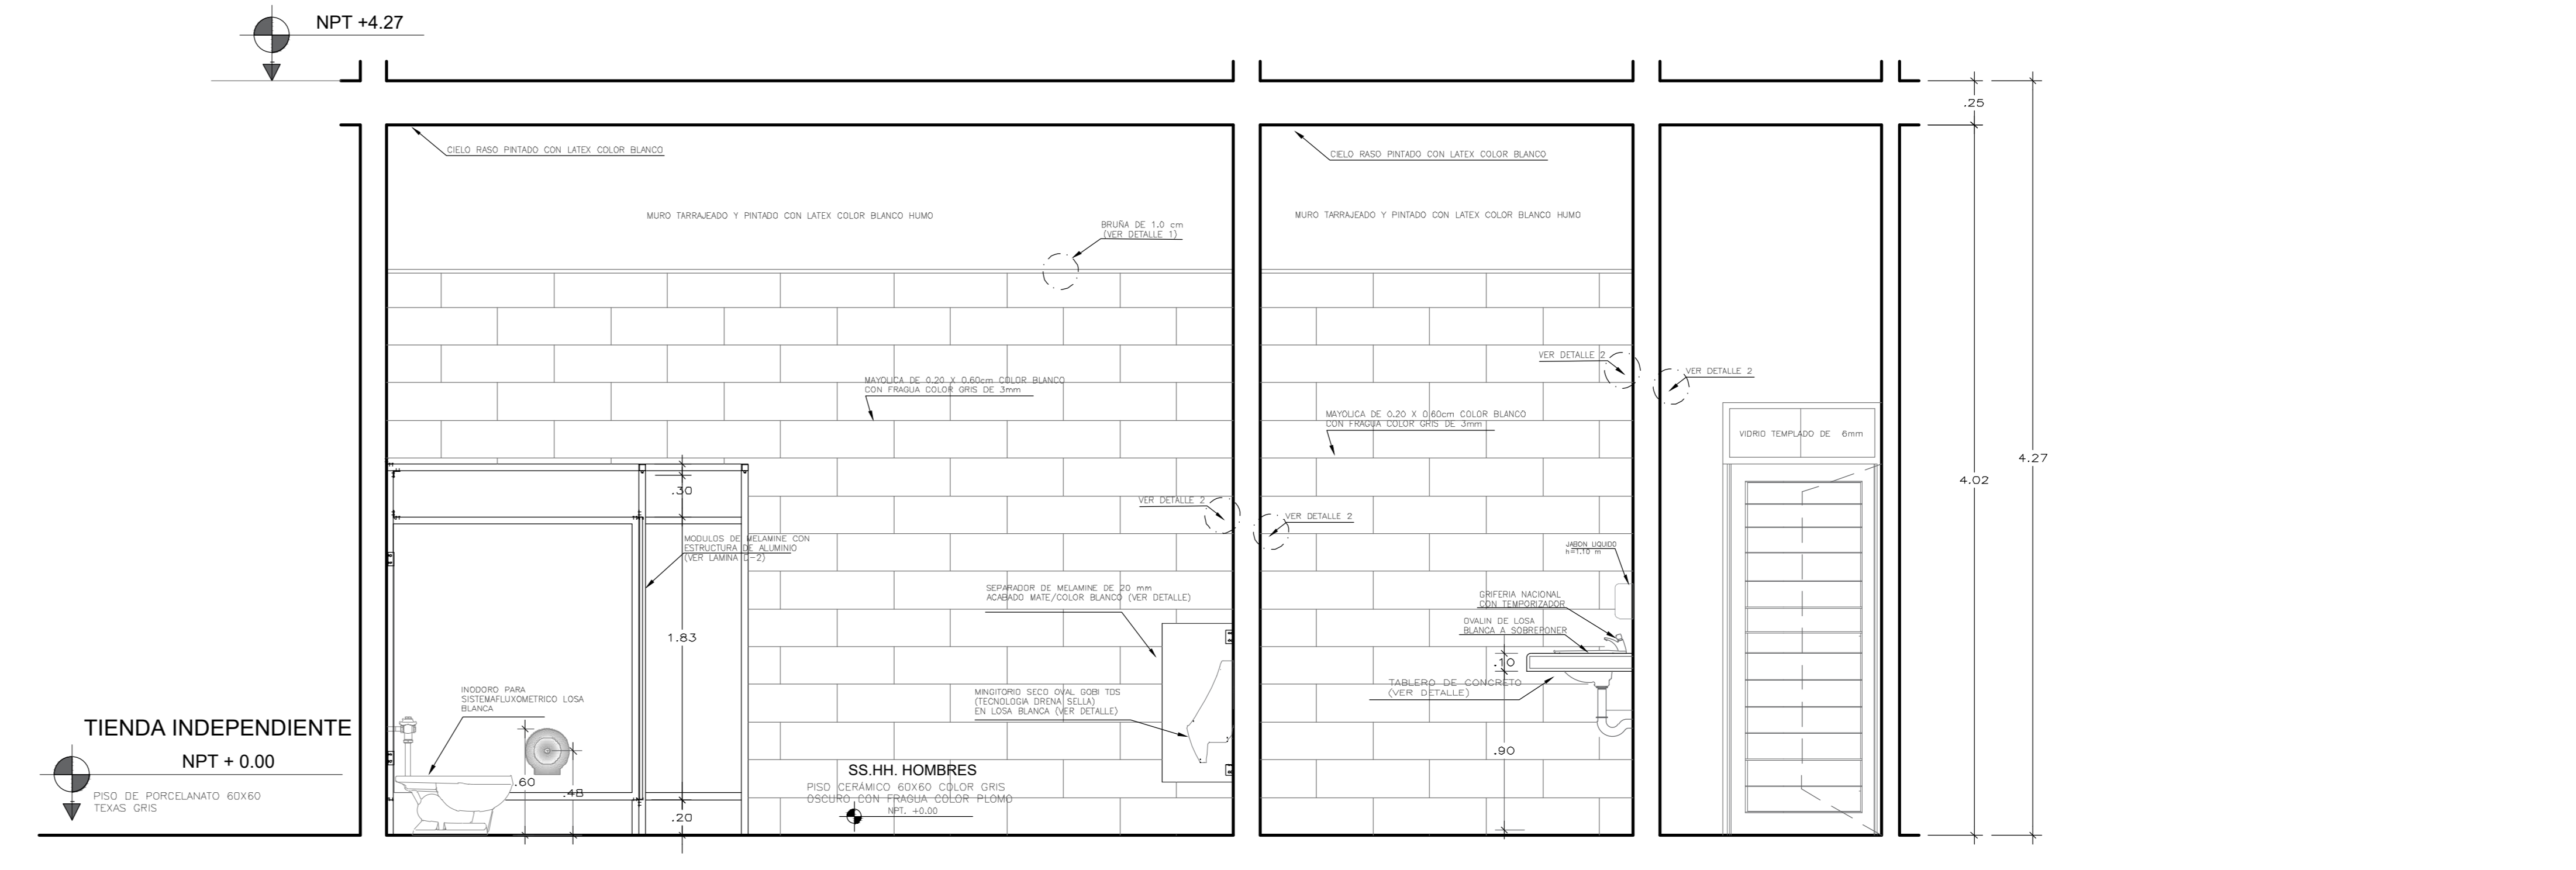 NPT +4.27
.25
CIELO RASO PINTADO CON LATEX COLOR BLANCO
CIELO RASO PINTADO CON LATEX COLOR BLANCO
MURO TARRAJEADO Y PINTADO CON LATEX COLOR BLANCO HUMO
MURO TARRAJEADO Y PINTADO CON LATEX COLOR BLANCO HUMO
BRUÑA DE 1.0 cm
(VER DETALLE 1)
VER DETALLE 2
VER DETALLE 2
MAYOLICA DE 0.20 X 0.60cm COLOR BLANCO
CON FRAGUA COLOR GRIS DE 3mm
MAYOLICA DE 0.20 X 0.60cm COLOR BLANCO
CON FRAGUA COLOR GRIS DE 3mm
VIDRIO TEMPLADO DE 6mm
4.27
4.02
.30
VER DETALLE 2
VER DETALLE 2
MODULOS DE MELAMINE CON
ESTRUCTURA DE ALUMINIO
(VER LAMINA D-2)
JABON LIQUIDO
h=1.10 m
SEPARADOR DE MELAMINE DE 20 mm
ACABADO MATE/COLOR BLANCO (VER DETALLE)
GRIFERIA NACIONAL
CON TEMPORIZADOR
OVALIN DE LOSA
BLANCA A SOBREPONER
1.83
.10
TABLERO DE CONCRETO
(VER DETALLE)
INODORO PARA
SISTEMAFLUXOMETRICO LOSA
BLANCA
MINGITORIO SECO OVAL GOBI TDS
(TECNOLOGIA DRENA SELLA)
EN LOSA BLANCA (VER DETALLE)
TIENDA INDEPENDIENTE
NPT + 0.00
PISO DE PORCELANATO 60X60
TEXAS GRIS
.90
.60
.48
.20
SS.HH. HOMBRES
PISO CERÁMICO 60X60 COLOR GRIS
OSCURO CON FRAGUA COLOR PLOMO
NPT. +0.00